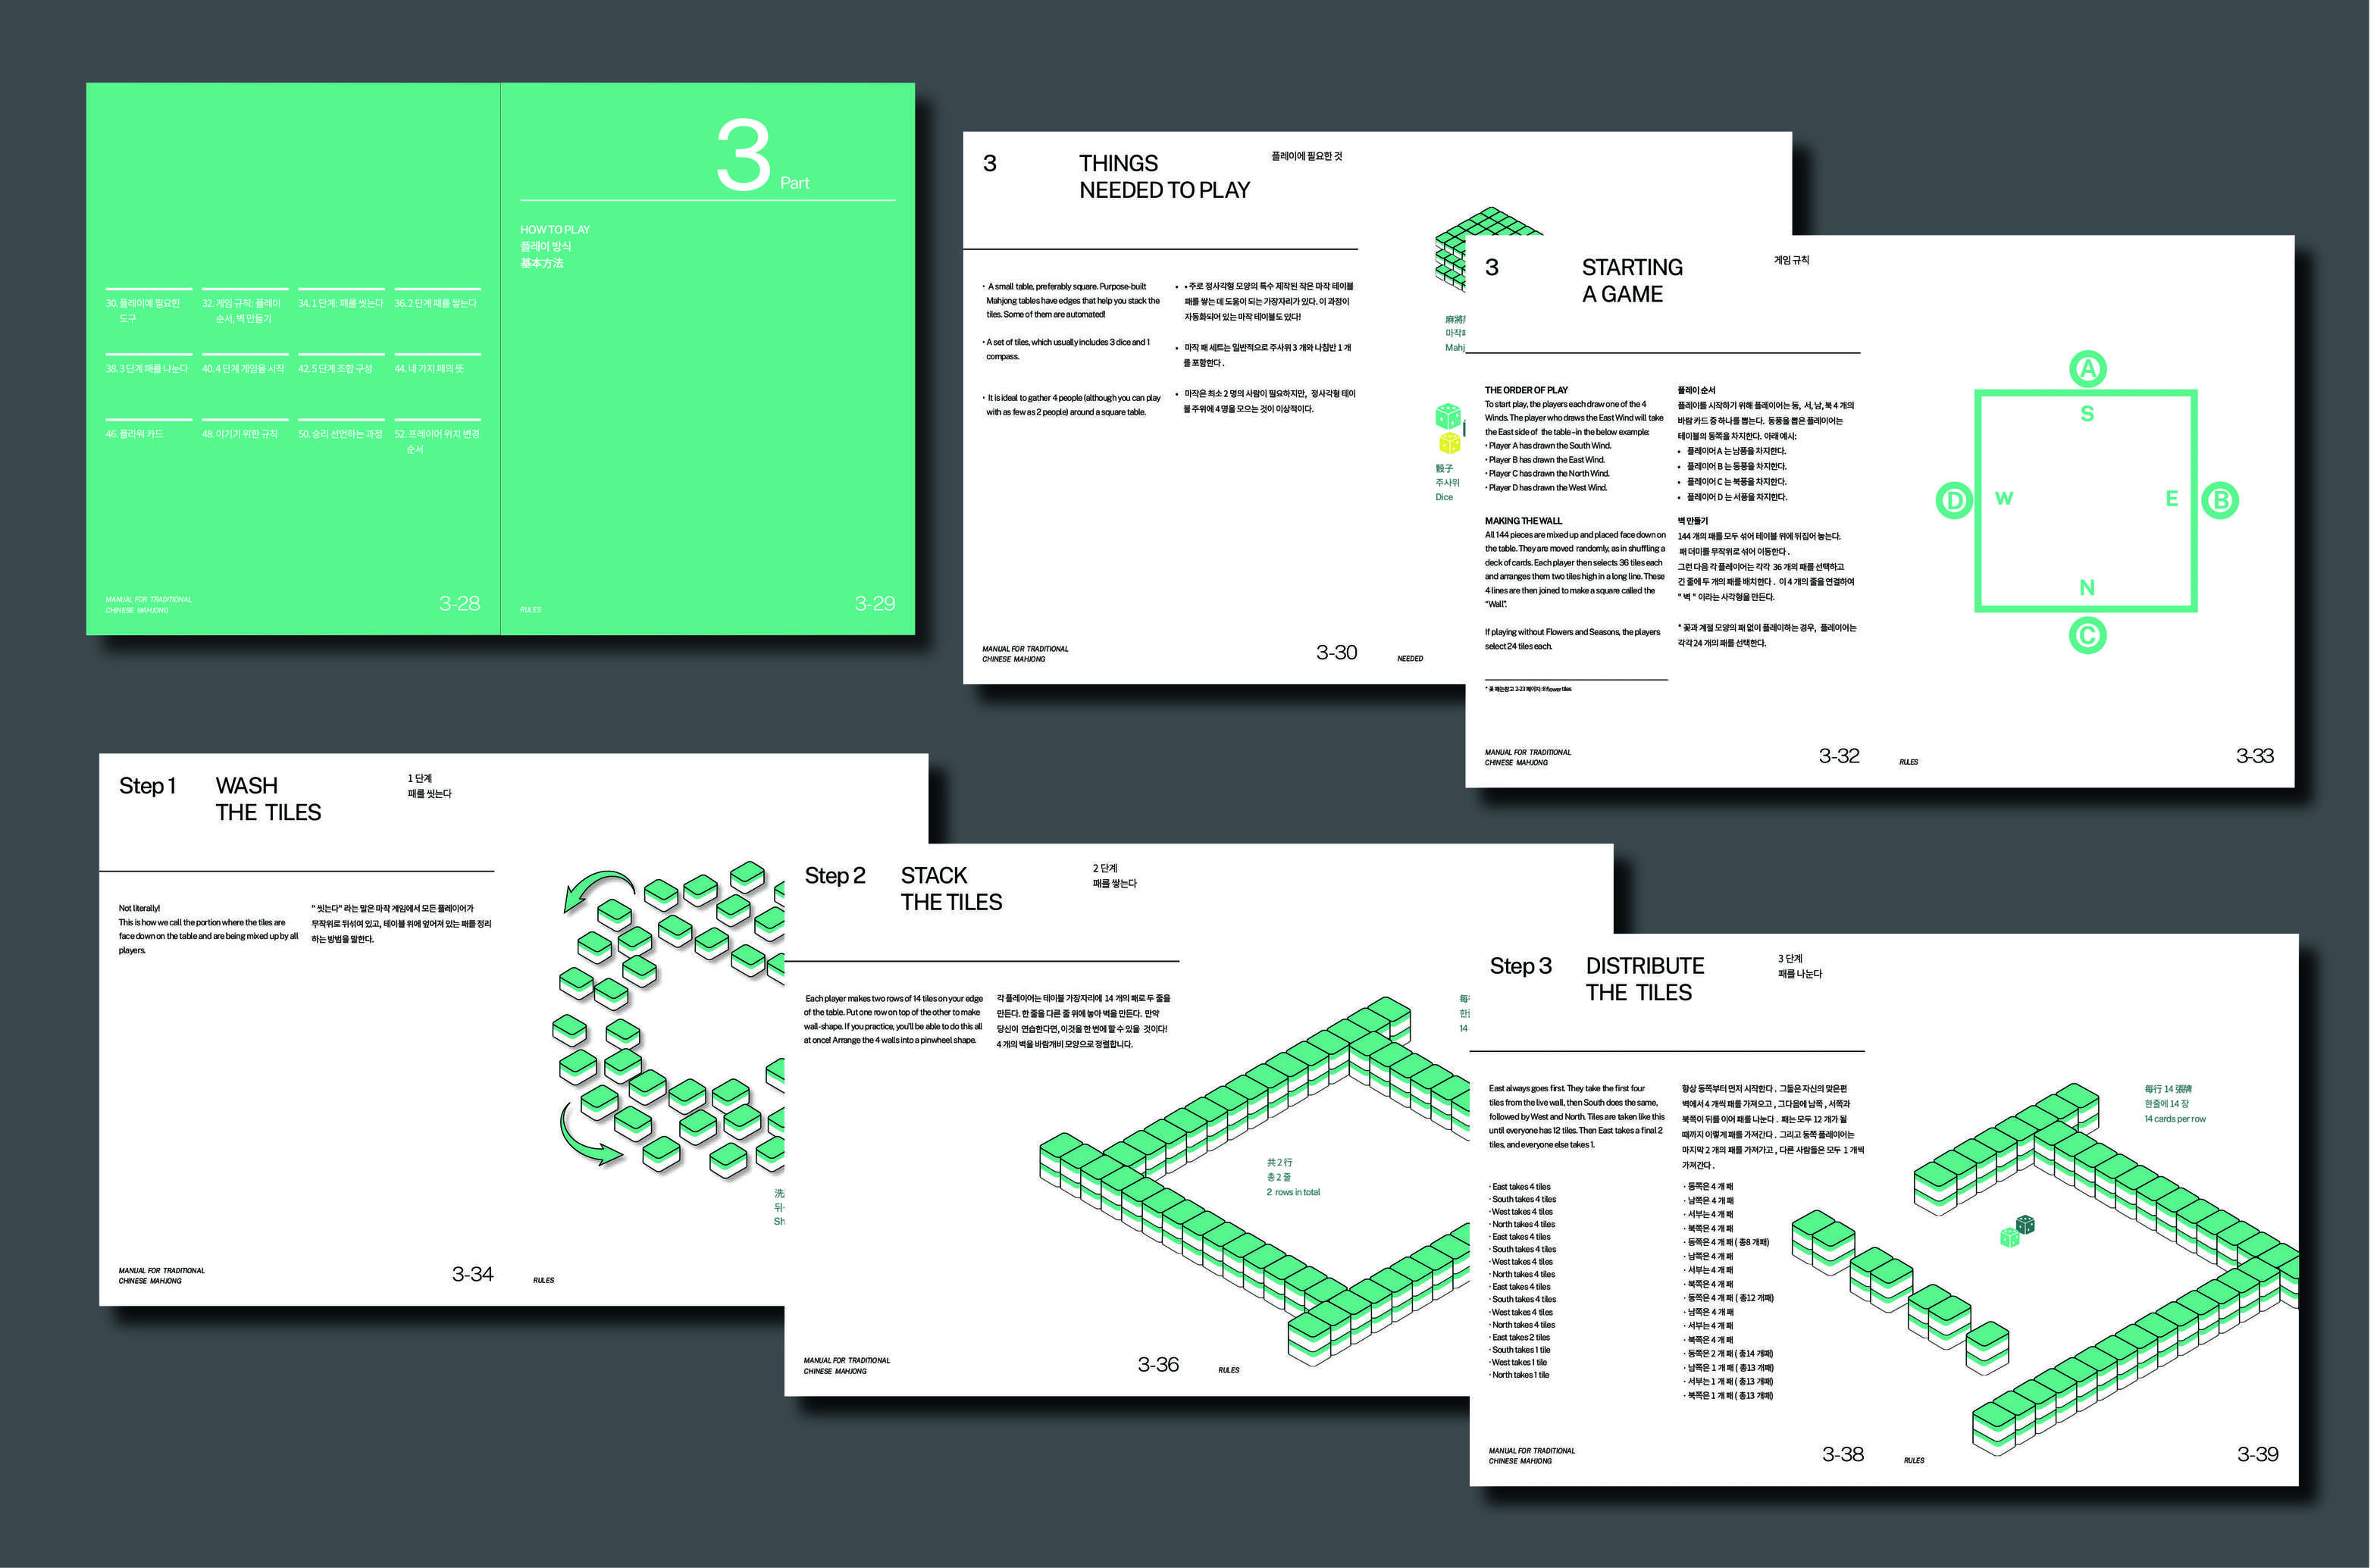 3 Part
HOW TO PLAY
플레이 방식
基本方法
30. 플레이에 필요한
도구
32. 게임 규칙: 플레이
순서, 벽 만들기
34. 1 단계: 패를 씻는다
36. 2 단계 패를 쌓는다
38. 3 단계 패를 나눈다
40. 4 단계 게임을 시작
42. 5 단계 조합 구성
44. 네 가지 패의 뜻
46. 플라워 카드
48. 이기기 위한 규칙
50. 승리 선언하는 과정
52. 프레이어 위치 변경
순서
MANUAL FOR TRADITIONAL
CHINESE MAHJONG
3-28
RULES
3-29
3
THINGS
NEEDED TO PLAY
플레이에 필요한 것
· A small table, preferably square. Purpose-built
Mahjong tables have edges that help you stack the
tiles. Some of them are automated!
· A set of tiles, which usually includes 3 dice and 1
compass.
· It is ideal to gather 4 people (although you can play
with as few as 2 people) around a square table.
• • 주로 정사각형 모양의 특수 제작된 작은 마작 테이블
패를 쌓는 데 도움이 되는 가장자리가 있다. 이 과정이
자동화되어 있는 마작 테이블도 있다!
• 마작 패 세트는 일반적으로 주사위 3 개와 나침반 1 개
를 포함한다 .
• 마작은 최소 2 명의 사람이 필요하지만, 정사각형 테이
블 주위에 4 명을 모으는 것이 이상적이다.
麻將
마작
Mahj
骰子
주사위
Dice
MANUAL FOR TRADITIONAL
CHINESE MAHJONG
3-30
NEEDED
3
STARTING
A GAME
게임 규칙
THE ORDER OF PLAY
To start play, the players each draw one of the 4
Winds. The player who draws the East Wind will take
the East side of the table–in the below example:
• Player A has drawn the South Wind.
• Player B has drawn the East Wind.
• Player C has drawn the North Wind.
• Player D has drawn the West Wind.
MAKING THE WALL
All 144 pieces are mixed up and placed face down on
the table. They are moved randomly, as in shuffling a
deck of cards. Each player then selects 36 tiles each
and arranges them two tiles high in a long line. These
4 lines are then joined to make a square called the
"Wall".
If playing without Flowers and Seasons, the players
select 24 tiles each.
플레이 순서
플레이를 시작하기 위해 플레이어는 동, 서, 남, 북 4 개의
바람 카드 중 하나를 뽑는다. 동풍을 뽑은 플레이어는
테이블의 동쪽을 차지한다. 아래 예시:
• 플레이어 A 는 남풍을 차지한다.
• 플레이어 B 는 동풍을 차지한다.
• 플레이어 C 는 북풍을 차지한다.
• 플레이어 D 는 서풍을 차지한다.
벽 만들기
144 개의 패를 모두 섞어 테이블 위에 뒤집어 놓는다.
패 더미를 무작위로 섞어 이동한다 .
그런 다음 각 플레이어는 각각 36 개의 패를 선택하고
긴 줄에 두 개의 패를 배치한다 . 이 4 개의 줄을 연결하여
" 벽 " 이라는 사각형을 만든다.
* 꽃과 계절 모양의 패 없이 플레이하는 경우, 플레이어는
각각 24 개의 패를 선택한다.
* 꽃 패는참고 2-23 페이지 : 8 flower tiles
A
S
D
W
E
B
N
C
MANUAL FOR TRADITIONAL
CHINESE MAHJONG
3-32
RULES
3-33
Step 1
WASH
THE TILES
1 단계
패를 씻는다
Not literally!
This is how we call the portion where the tiles are
face down on the table and are being mixed up by all
players.
" 씻는다" 라는 말은 마작 게임에서 모든 플레이어가
무작위로 뒤섞여 있고, 테이블 위에 엎어져 있는 패를 정리
하는 방법을 말한다.
洗
뒤
Sh
MANUAL FOR TRADITIONAL
CHINESE MAHJONG
3-34
RULES
Step 2
STACK
THE TILES
2 단계
패를 쌓는다
Each player makes two rows of 14 tiles on your edge
of the table. Put one row on top of the other to make
wall-shape. If you practice, you'll be able to do this all
at once! Arrange the 4 walls into a pinwheel shape.
각 플레이어는 테이블 가장자리에 14 개의 패로 두 줄을
만든다. 한 줄을 다른 줄 위에 놓아 벽을 만든다. 만약
당신이 연습한다면, 이것을 한 번에 할 수 있을 것이다!
4 개의 벽을 바람개비 모양으로 정렬합니다.
每
한
14
共 2 行
총 2 줄
2 rows in total
MANUAL FOR TRADITIONAL
CHINESE MAHJONG
3-36
RULES
Step 3
DISTRIBUTE
THE TILES
3 단계
패를 나눈다
East always goes first. They take the first four
tiles from the live wall, then South does the same,
followed by West and North. Tiles are taken like this
until everyone has 12 tiles. Then East takes a final 2
tiles, and everyone else takes 1.
· East takes 4 tiles
· South takes 4 tiles
· West takes 4 tiles
· North takes 4 tiles
· East takes 4 tiles
· South takes 4 tiles
· West takes 4 tiles
· North takes 4 tiles
· East takes 4 tiles
· South takes 4 tiles
· West takes 4 tiles
· North takes 4 tiles
· East takes 2 tiles
· South takes 1 tile
· West takes 1 tile
· North takes 1 tile
항상 동쪽부터 먼저 시작한다 . 그들은 자신의 맞은편
벽에서 4 개씩 패를 가져오고 , 그다음에 남쪽 , 서쪽과
북쪽이 뒤를 이어 패를 나눈다 . 패는 모두 12 개가 될
때까지 이렇게 패를 가져간다 . 그리고 동쪽 플레이어는
마지막 2 개의 패를 가져가고 , 다른 사람들은 모두 1 개씩
가져간다 .
· 동쪽은 4 개 패
· 남쪽은 4 개 패
· 서부는 4 개 패
· 북쪽은 4 개 패
· 동쪽은 4 개 패 ( 총8 개패)
· 남쪽은 4 개 패
· 서부는 4 개 패
· 북쪽은 4 개 패
· 동쪽은 4 개 패 ( 총12 개패)
· 남쪽은 4 개 패
· 서부는 4 개 패
· 북쪽은 4 개 패
· 동쪽은 2 개 패 ( 총14 개패)
· 남쪽은 1 개 패 ( 총13 개패)
· 서부는 1 개 패 ( 총13 개패)
· 북쪽은 1 개 패 ( 총13 개패)
每行 14 張牌
한줄에 14 장
14 cards per row
MANUAL FOR TRADITIONAL
CHINESE MAHJONG
3-38
RULES
3-39